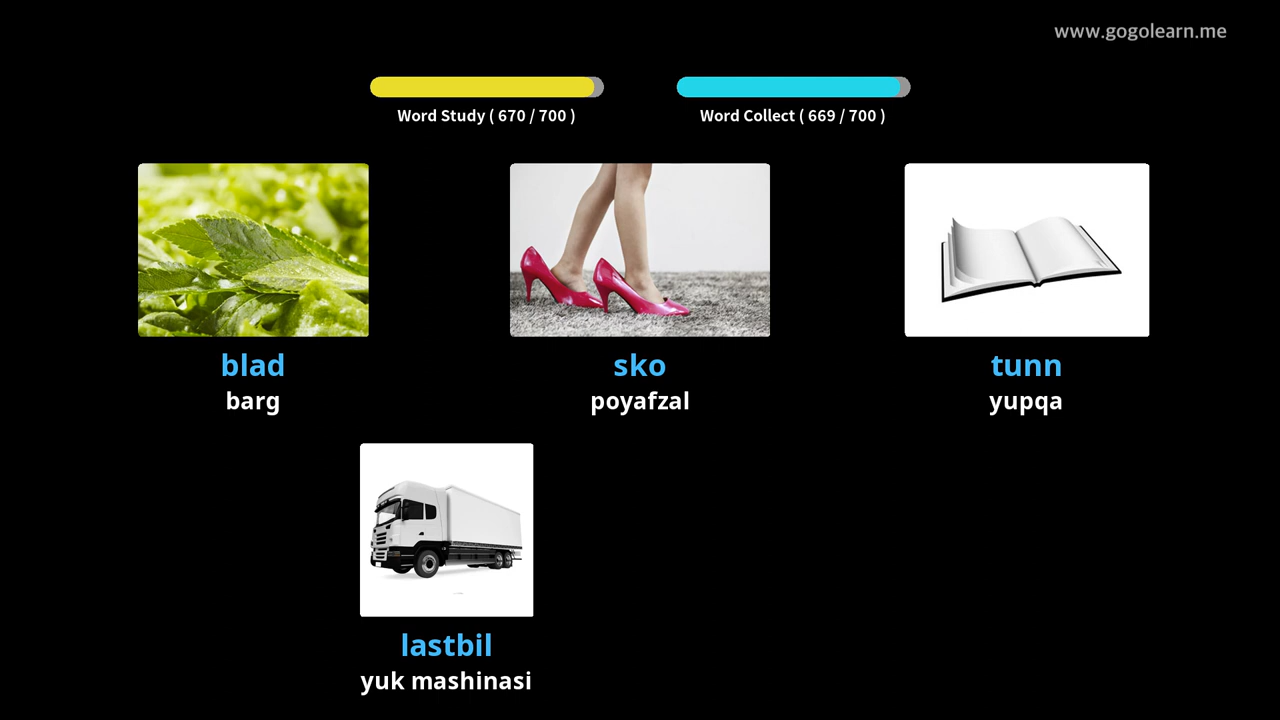 www.gogolearn.me
Word Study ( 670 / 700 )
Word Collect ( 669 / 700 )
blad
barg
sko
poyafzal
tunn
yupqa
lastbil
yuk mashinasi